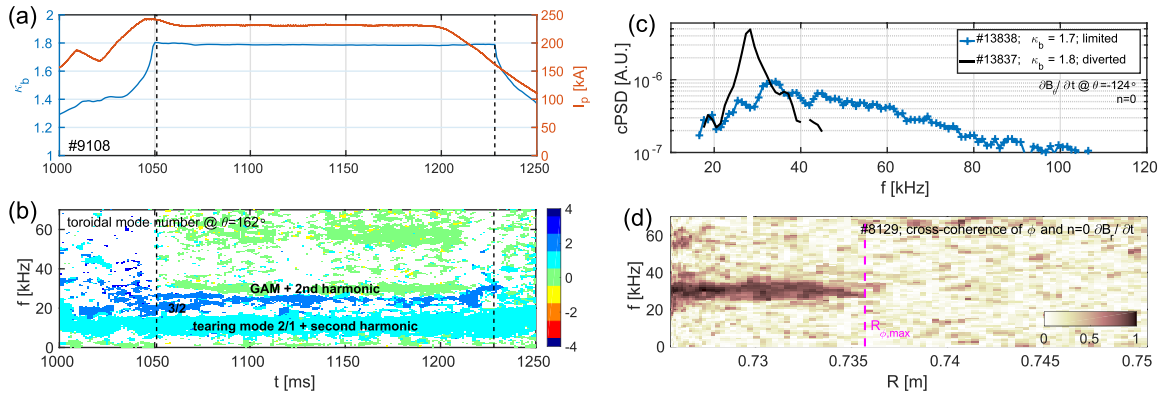 (a)
2
1.8
1.6
1.4
1.2
1
κb
250
200
150
100
50
0
Ip [kA]
#9108
1000 1050 1100 1150 1200 1250
(b)
toroidal mode number @ θ=162°
60
40
20
0
f [kHz]
GAM + 2nd harmonic
3/2
tearing mode 2/1 + second harmonic
4
2
0
-2
-4
1000 1050 1100 1150 1200 1250
t [ms]
(c)
#13838; κb = 1.7; limited
#13837; κb = 1.8; diverted
∂Bθ/∂t @ θ=-124°
n=0
10-6
10-7
cPSD [A.U.]
20 40 60 80 100 120
f [kHz]
(d)
#8129; cross-coherence of φ and n=0 ∂Br/∂t
60
40
20
0
f [kHz]
Rφ,max
0 0.5 1
0.73 0.735 0.74 0.745 0.75
R [m]